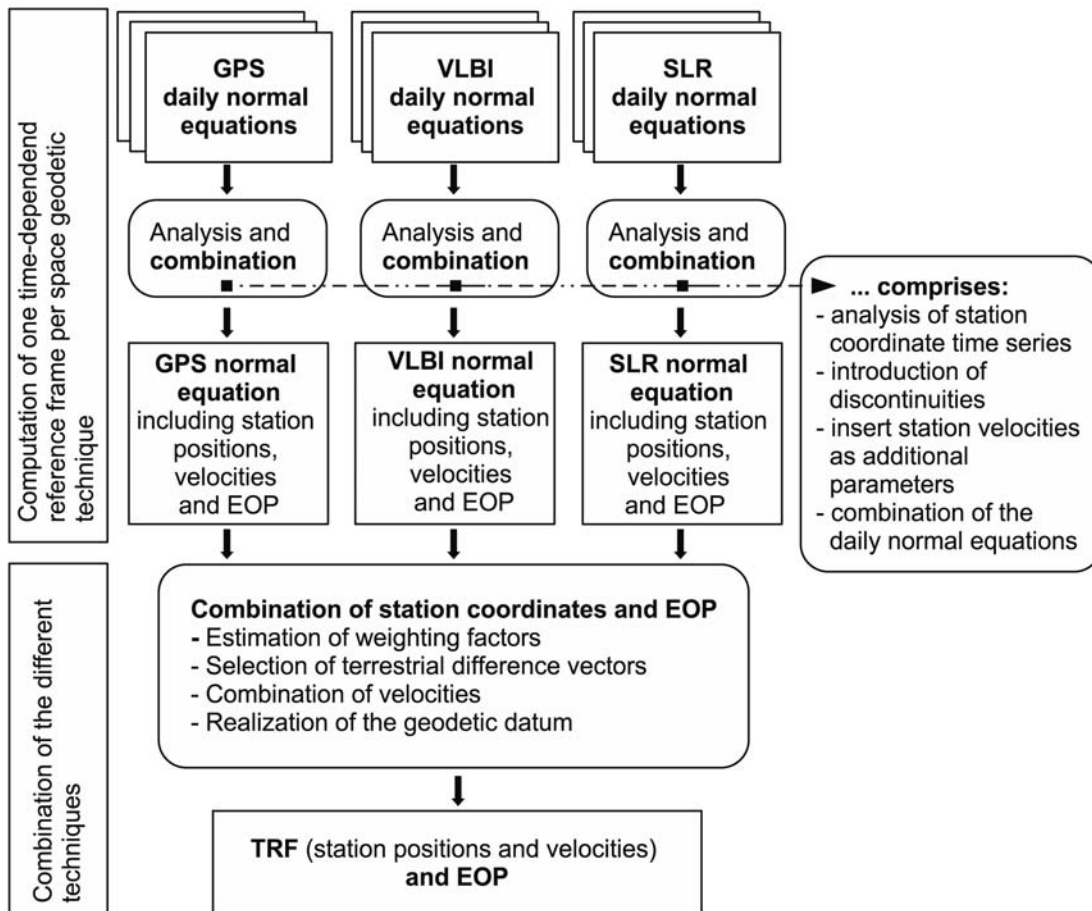 Computation of one time-dependend
reference frame per space geodetic
technique
GPS
daily normal
equations
VLBI
daily normal
equations
SLR
daily normal
equations
Analysis and
combination
Analysis and
combination
Analysis and
combination
... comprises:
- analysis of station
coordinate time series
- introduction of
discontinuities
- insert station velocities
as additional
parameters
- combination of the
daily normal equations
GPS normal
equation
including station
positions,
velocities
and EOP
VLBI normal
equation
including station
positions,
velocities
and EOP
SLR normal
equation
including station
positions,
velocities
and EOP
Combination of the different
techniques
Combination of station coordinates and EOP
- Estimation of weighting factors
- Selection of terrestrial difference vectors
- Combination of velocities
- Realization of the geodetic datum
TRF (station positions and velocities)
and EOP